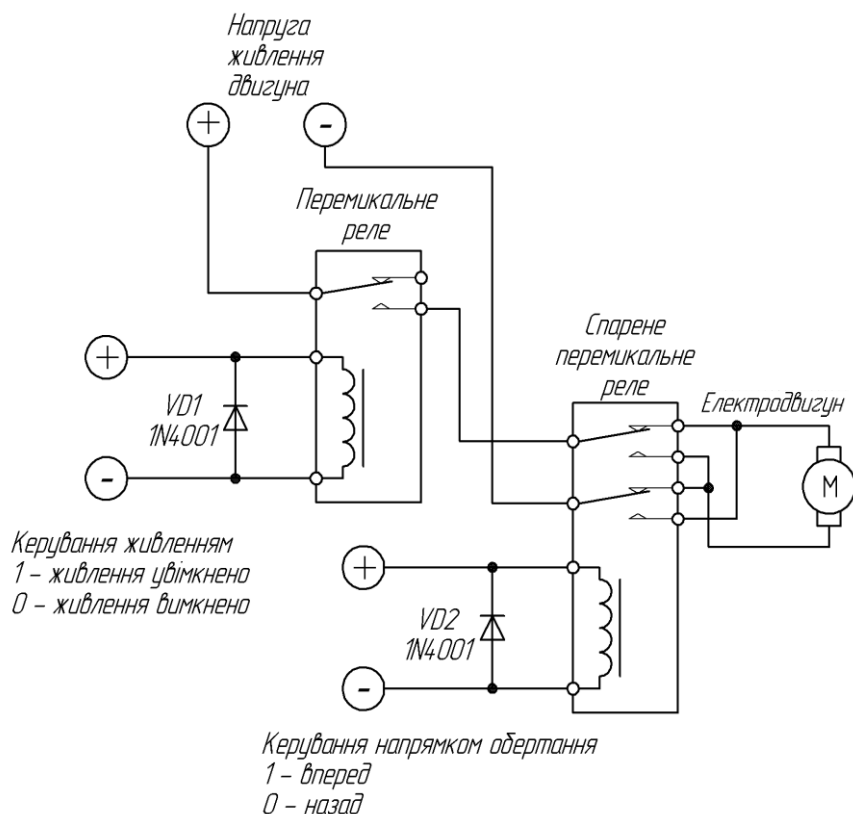 Напруга
живлення
двигуна
+
-
Перемикальне
реле
+
VD1
1N4001
-
Спарене
перемикальне
реле
Електродвигун
М
Керування живленням
1 – живлення увімкнено
0 – живлення вимкнено
+
VD2
1N4001
-
Керування напрямком обертання
1 – вперед
0 – назад